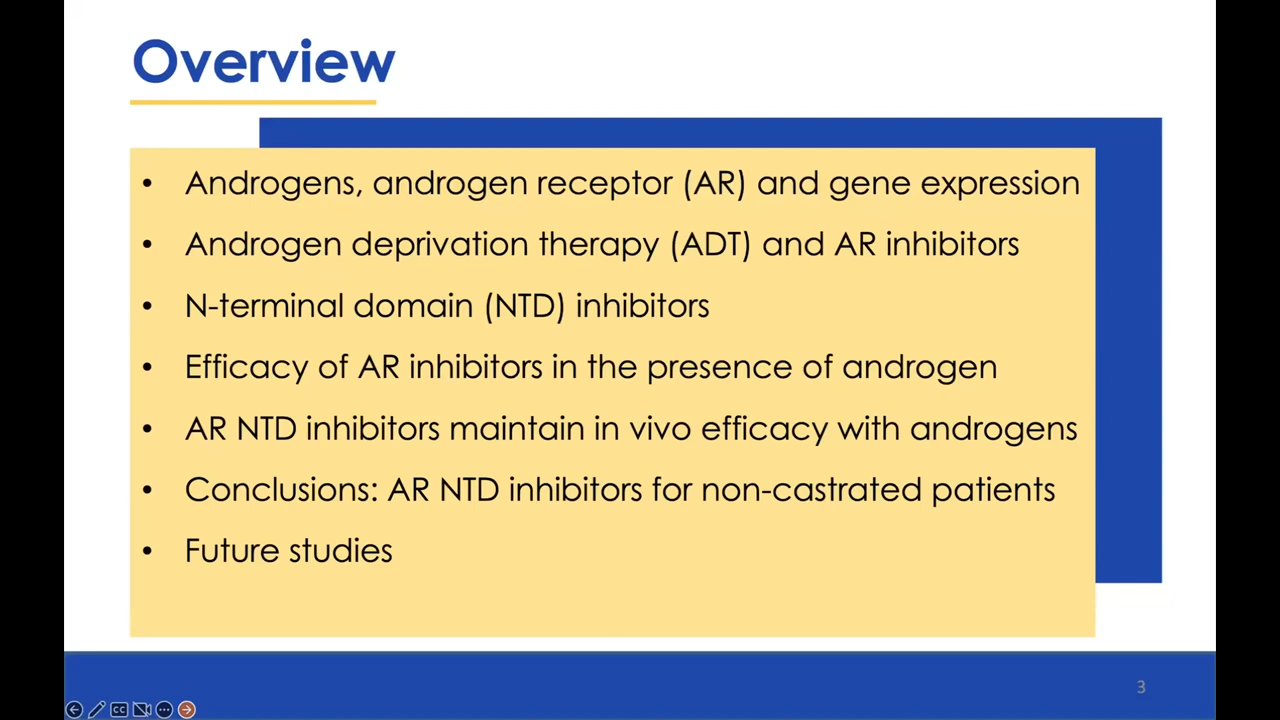 Overview
• Androgens, androgen receptor (AR) and gene expression
• Androgen deprivation therapy (ADT) and AR inhibitors
• N-terminal domain (NTD) inhibitors
• Efficacy of AR inhibitors in the presence of androgen
• AR NTD inhibitors maintain in vivo efficacy with androgens
• Conclusions: AR NTD inhibitors for non-castrated patients
• Future studies
3
CC